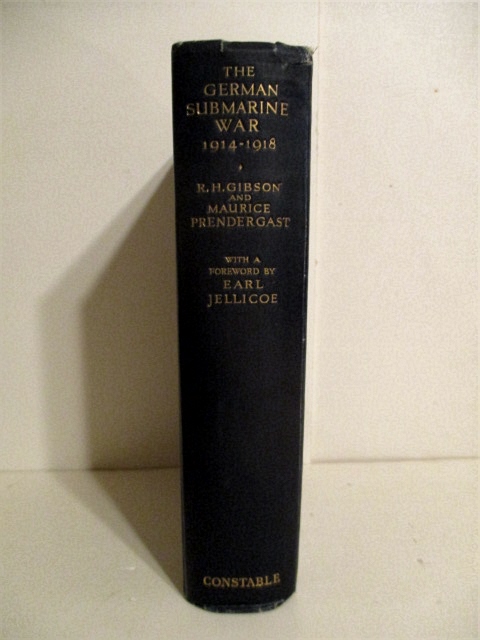 THE
GERMAN
SUBMARINE
WAR
1914-1918
R.H.GIBSON
AND
MAURICE
PRENDERGAST
WITH A
FOREWORD BY
EARL
JELLICOE
CONSTABLE